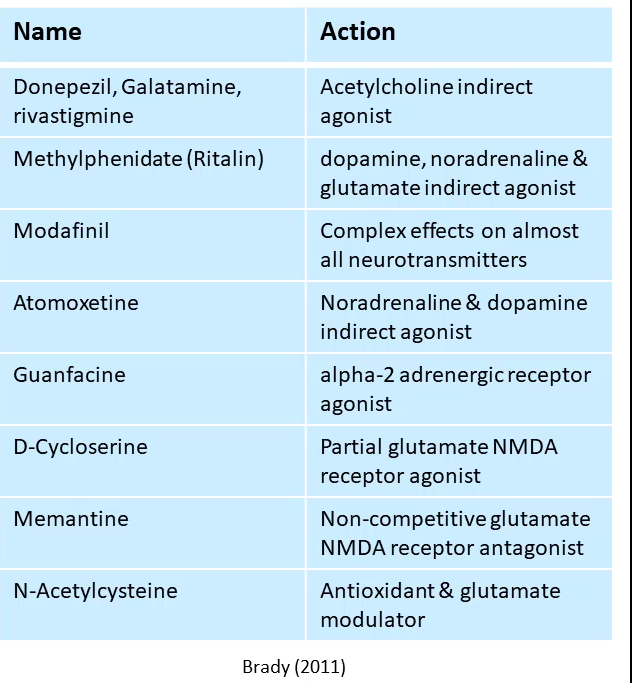 Name
Action
Donepezil, Galatamine,
rivastigmine
Acetylcholine indirect
agonist
Methylphenidate (Ritalin)
dopamine, noradrenaline &
glutamate indirect agonist
Modafinil
Complex effects on almost
all neurotransmitters
Atomoxetine
Noradrenaline & dopamine
indirect agonist
Guanfacine
alpha-2 adrenergic receptor
agonist
D-Cycloserine
Partial glutamate NMDA
receptor agonist
Memantine
Non-competitive glutamate
NMDA receptor antagonist
N-Acetylcysteine
Antioxidant & glutamate
modulator
Brady (2011)